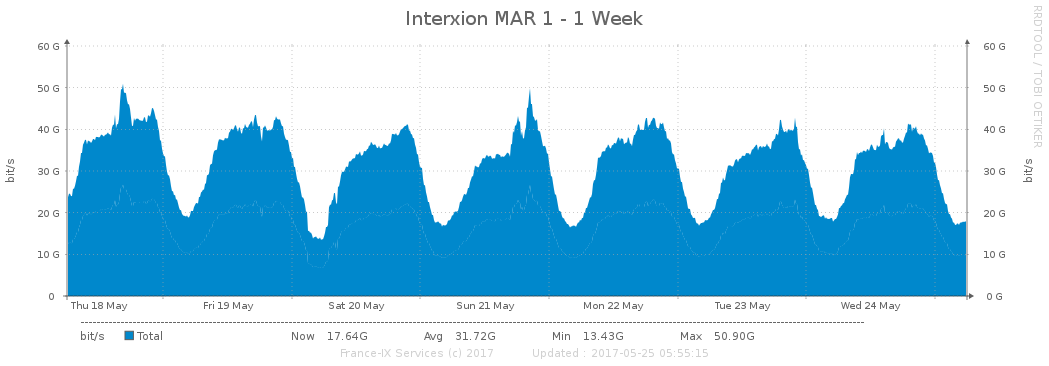 Interxion MAR 1 - 1 Week
RRDTOOL / TOBI OETIKER
bit/s
60 G 60 G
50 G 50 G
40 G 40 G
30 G 30 G
20 G 20 G
10 G 10 G
0 0 G
bit/s
Thu 18 May Fri 19 May Sat 20 May Sun 21 May Mon 22 May Tue 23 May Wed 24 May
bit/s Total Now 17.64G Avg 31.72G Min 13.43G Max 50.90G
France-IX Services (c) 2017 Updated : 2017-05-25 05:55:15